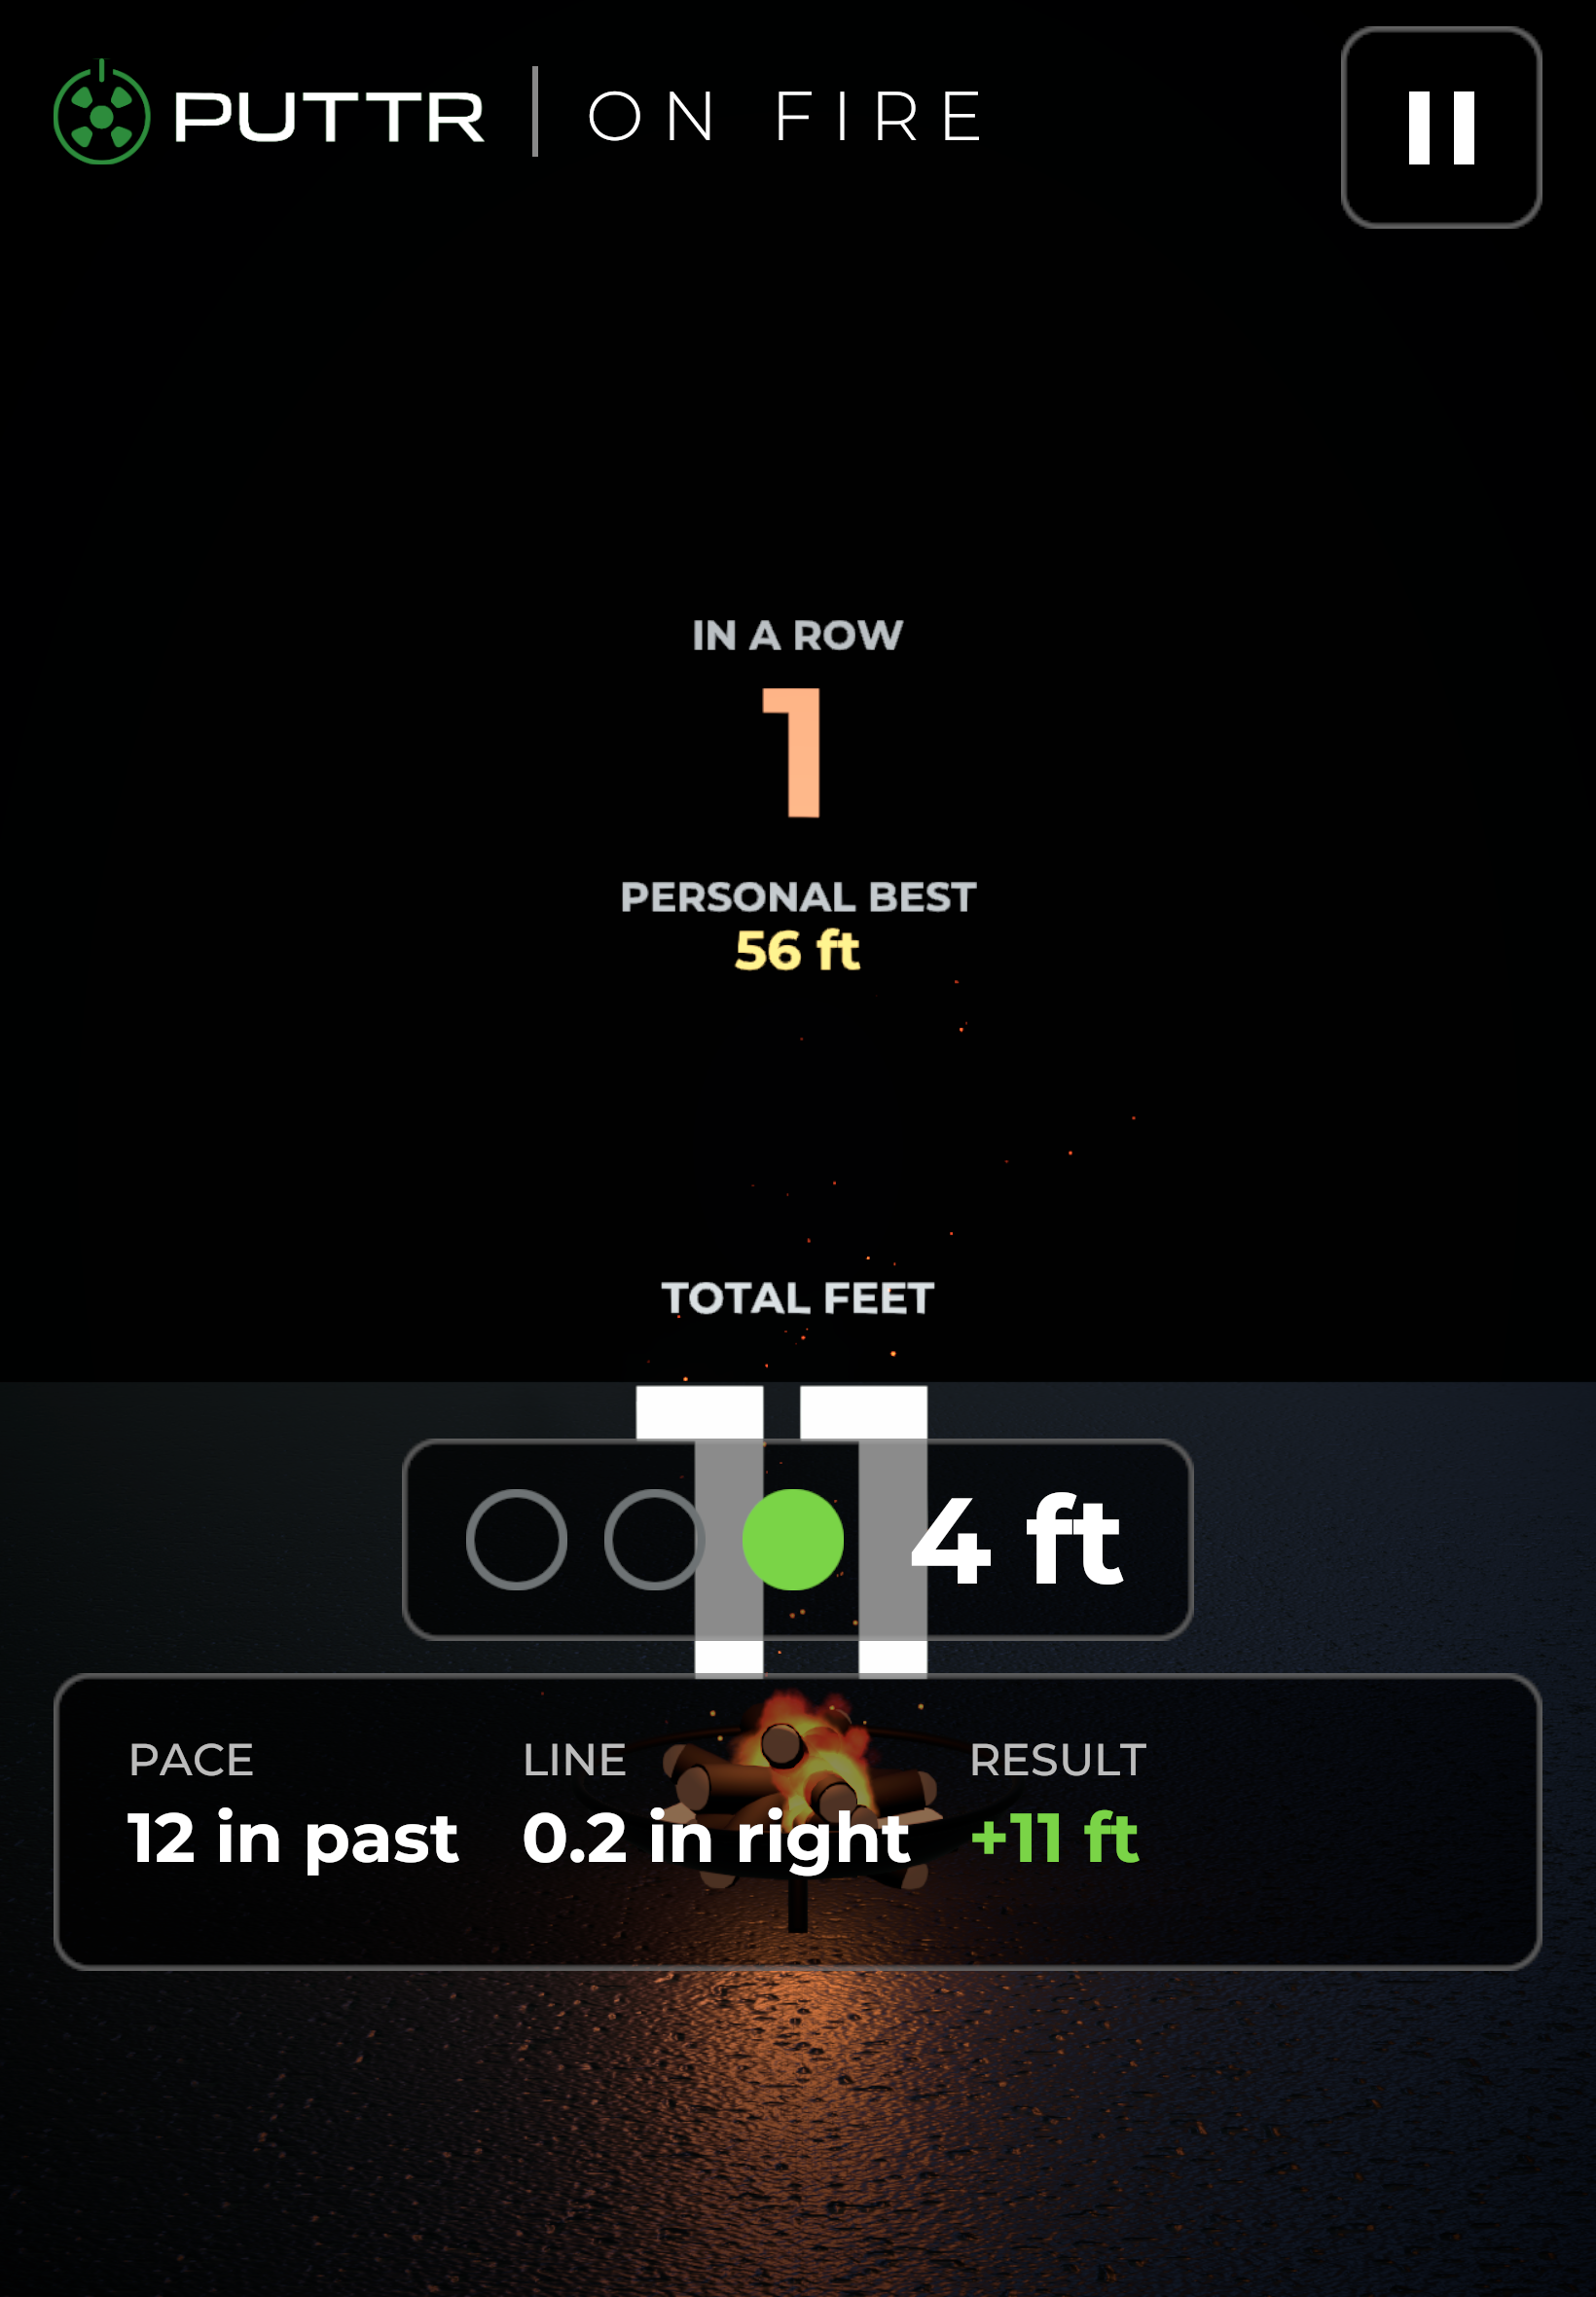 PUTTR | ON FIRE
IN A ROW
1
PERSONAL BEST
56 ft
TOTAL FEET
11
4 ft
PACE LINE RESULT
12 in past 0.2 in right +11 ft